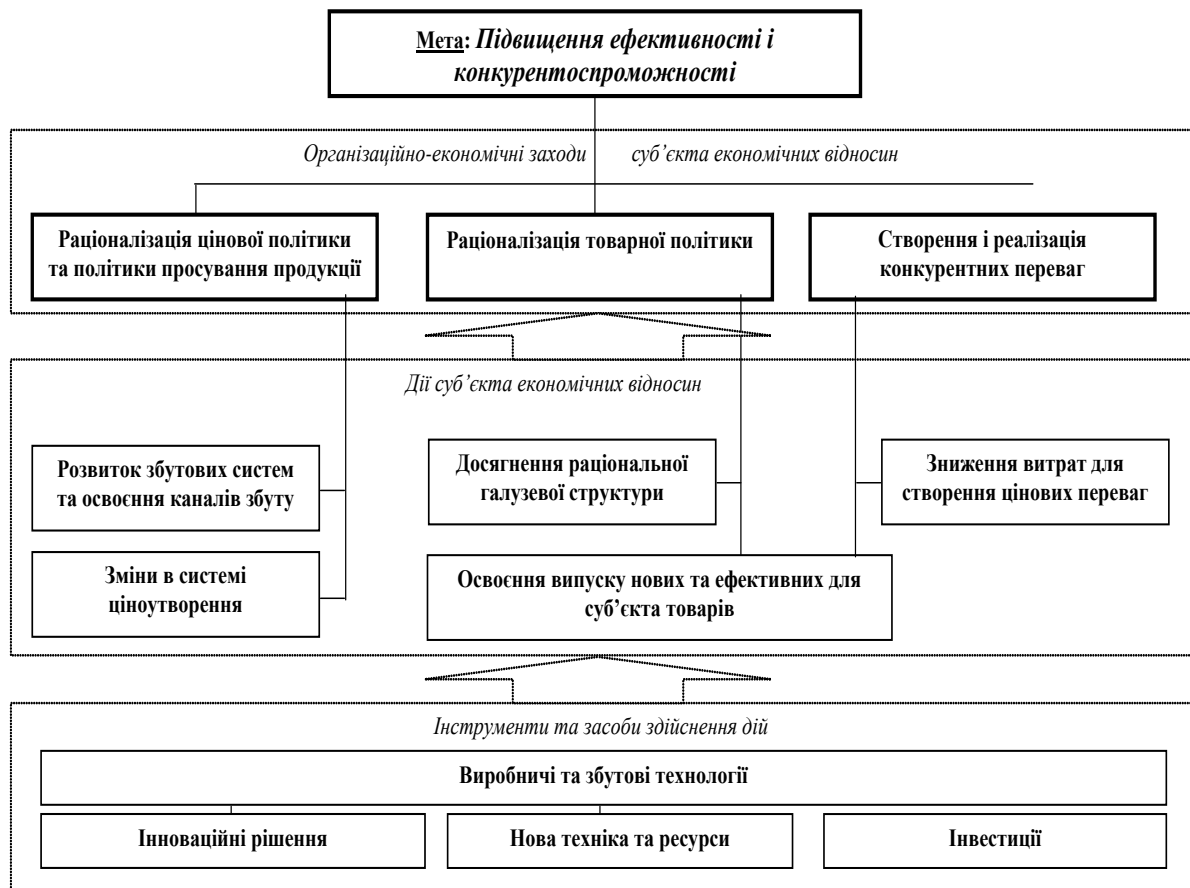 Мета: Підвищення ефективності і
конкурентоспроможності
Організаційно-економічні заходи суб’єкта економічних відносин
Раціоналізація цінової політики
та політики просування продукції
Раціоналізація товарної політики
Створення і реалізація
конкурентних переваг
Дії суб’єкта економічних відносин
Розвиток збутових систем
та освоєння каналів збуту
Досягнення раціональної
галузевої структури
Зниження витрат для
створення цінових переваг
Зміни в системі
ціноутворення
Освоєння випуску нових та ефективних для
суб’єкта товарів
Інструменти та засоби здійснення дій
Виробничі та збутові технології
Інноваційні рішення
Нова техніка та ресурси
Інвестиції